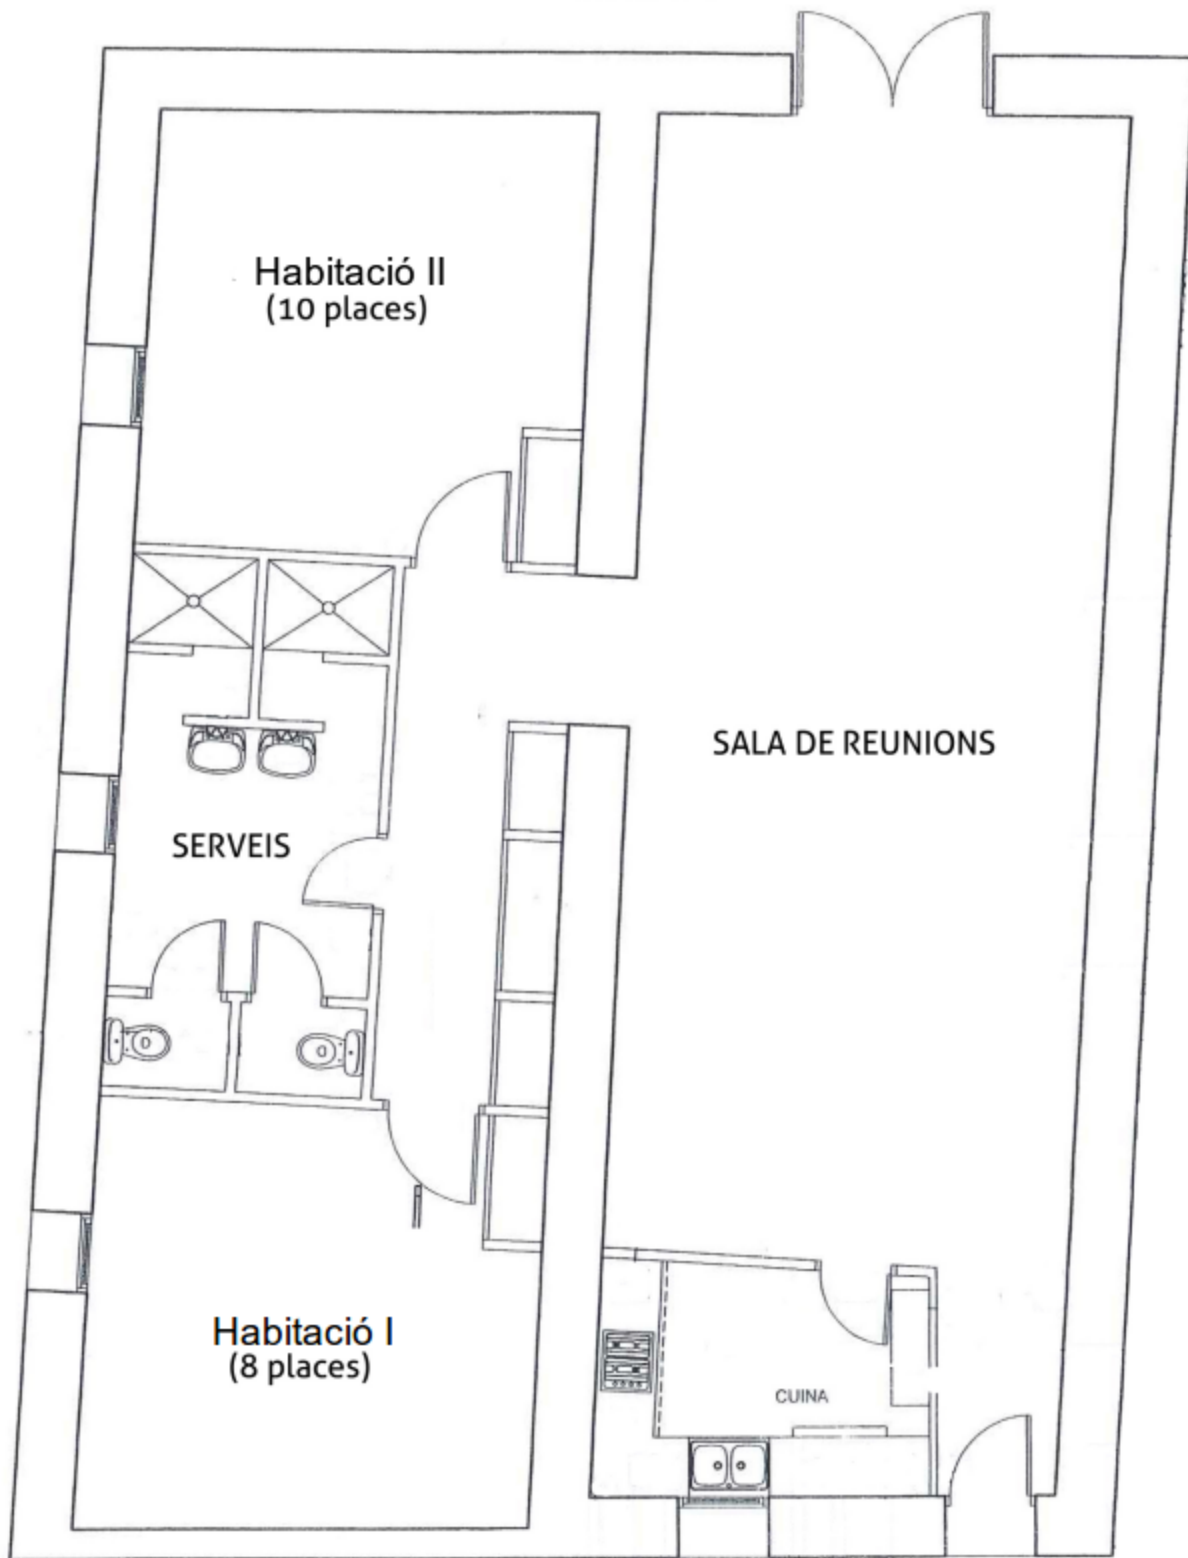 Habitació II
(10 places)
SALA DE REUNIONS
SERVEIS
Habitació I
(8 places)
CUINA